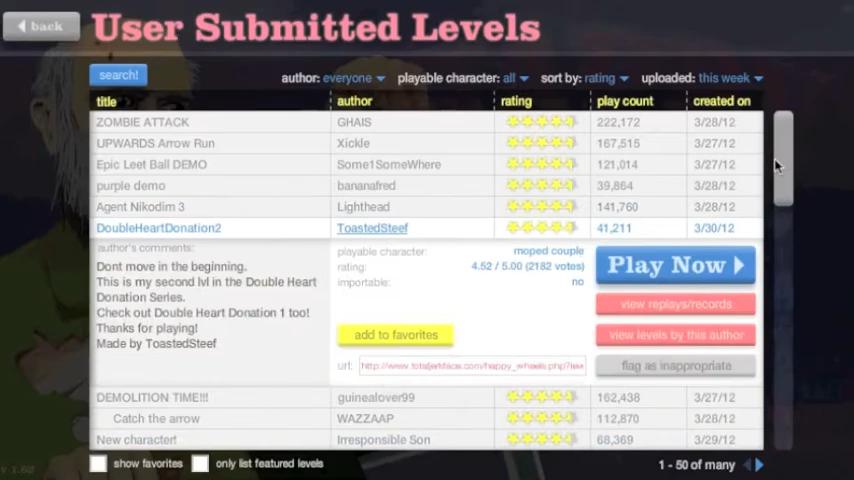 back
User Submitted Levels
search!
author: everyone playable character: all sort by: rating uploaded: this week
title author rating play count created on
ZOMBIE ATTACK GHAIS 222,172 3/28/12
UPWARDS Arrow Run Xickle 167,515 3/27/12
Epic Leet Ball DEMO Some1SomeWhere 121,014 3/27/12
purple demo bananafred 39,864 3/28/12
Agent Nikodim 3 Lighthead 141,760 3/28/12
DoubleHeartDonation2 ToastedSteef 41,211 3/30/12
author's comments:
Dont move in the beginning.
This is my second lvl in the Double Heart
Donation Series.
Check out Double Heart Donation 1 too!
Thanks for playing!
Made by ToastedSteef
playable character: moped couple
rating: 4.52 / 5.00 (2182 votes)
importable: no
add to favorites
url: http://www.totaljerkface.com/happy_wheels.php?lev
Play Now
view replays/records
view levels by this author
flag as inappropriate
DEMOLITION TIME!!! guinealover99 162,438 3/27/12
Catch the arrow WAZZAAP 112,870 3/28/12
New character! Irresponsible Son 68,369 3/29/12
show favorites only list featured levels 1 - 50 of many
v 1.60